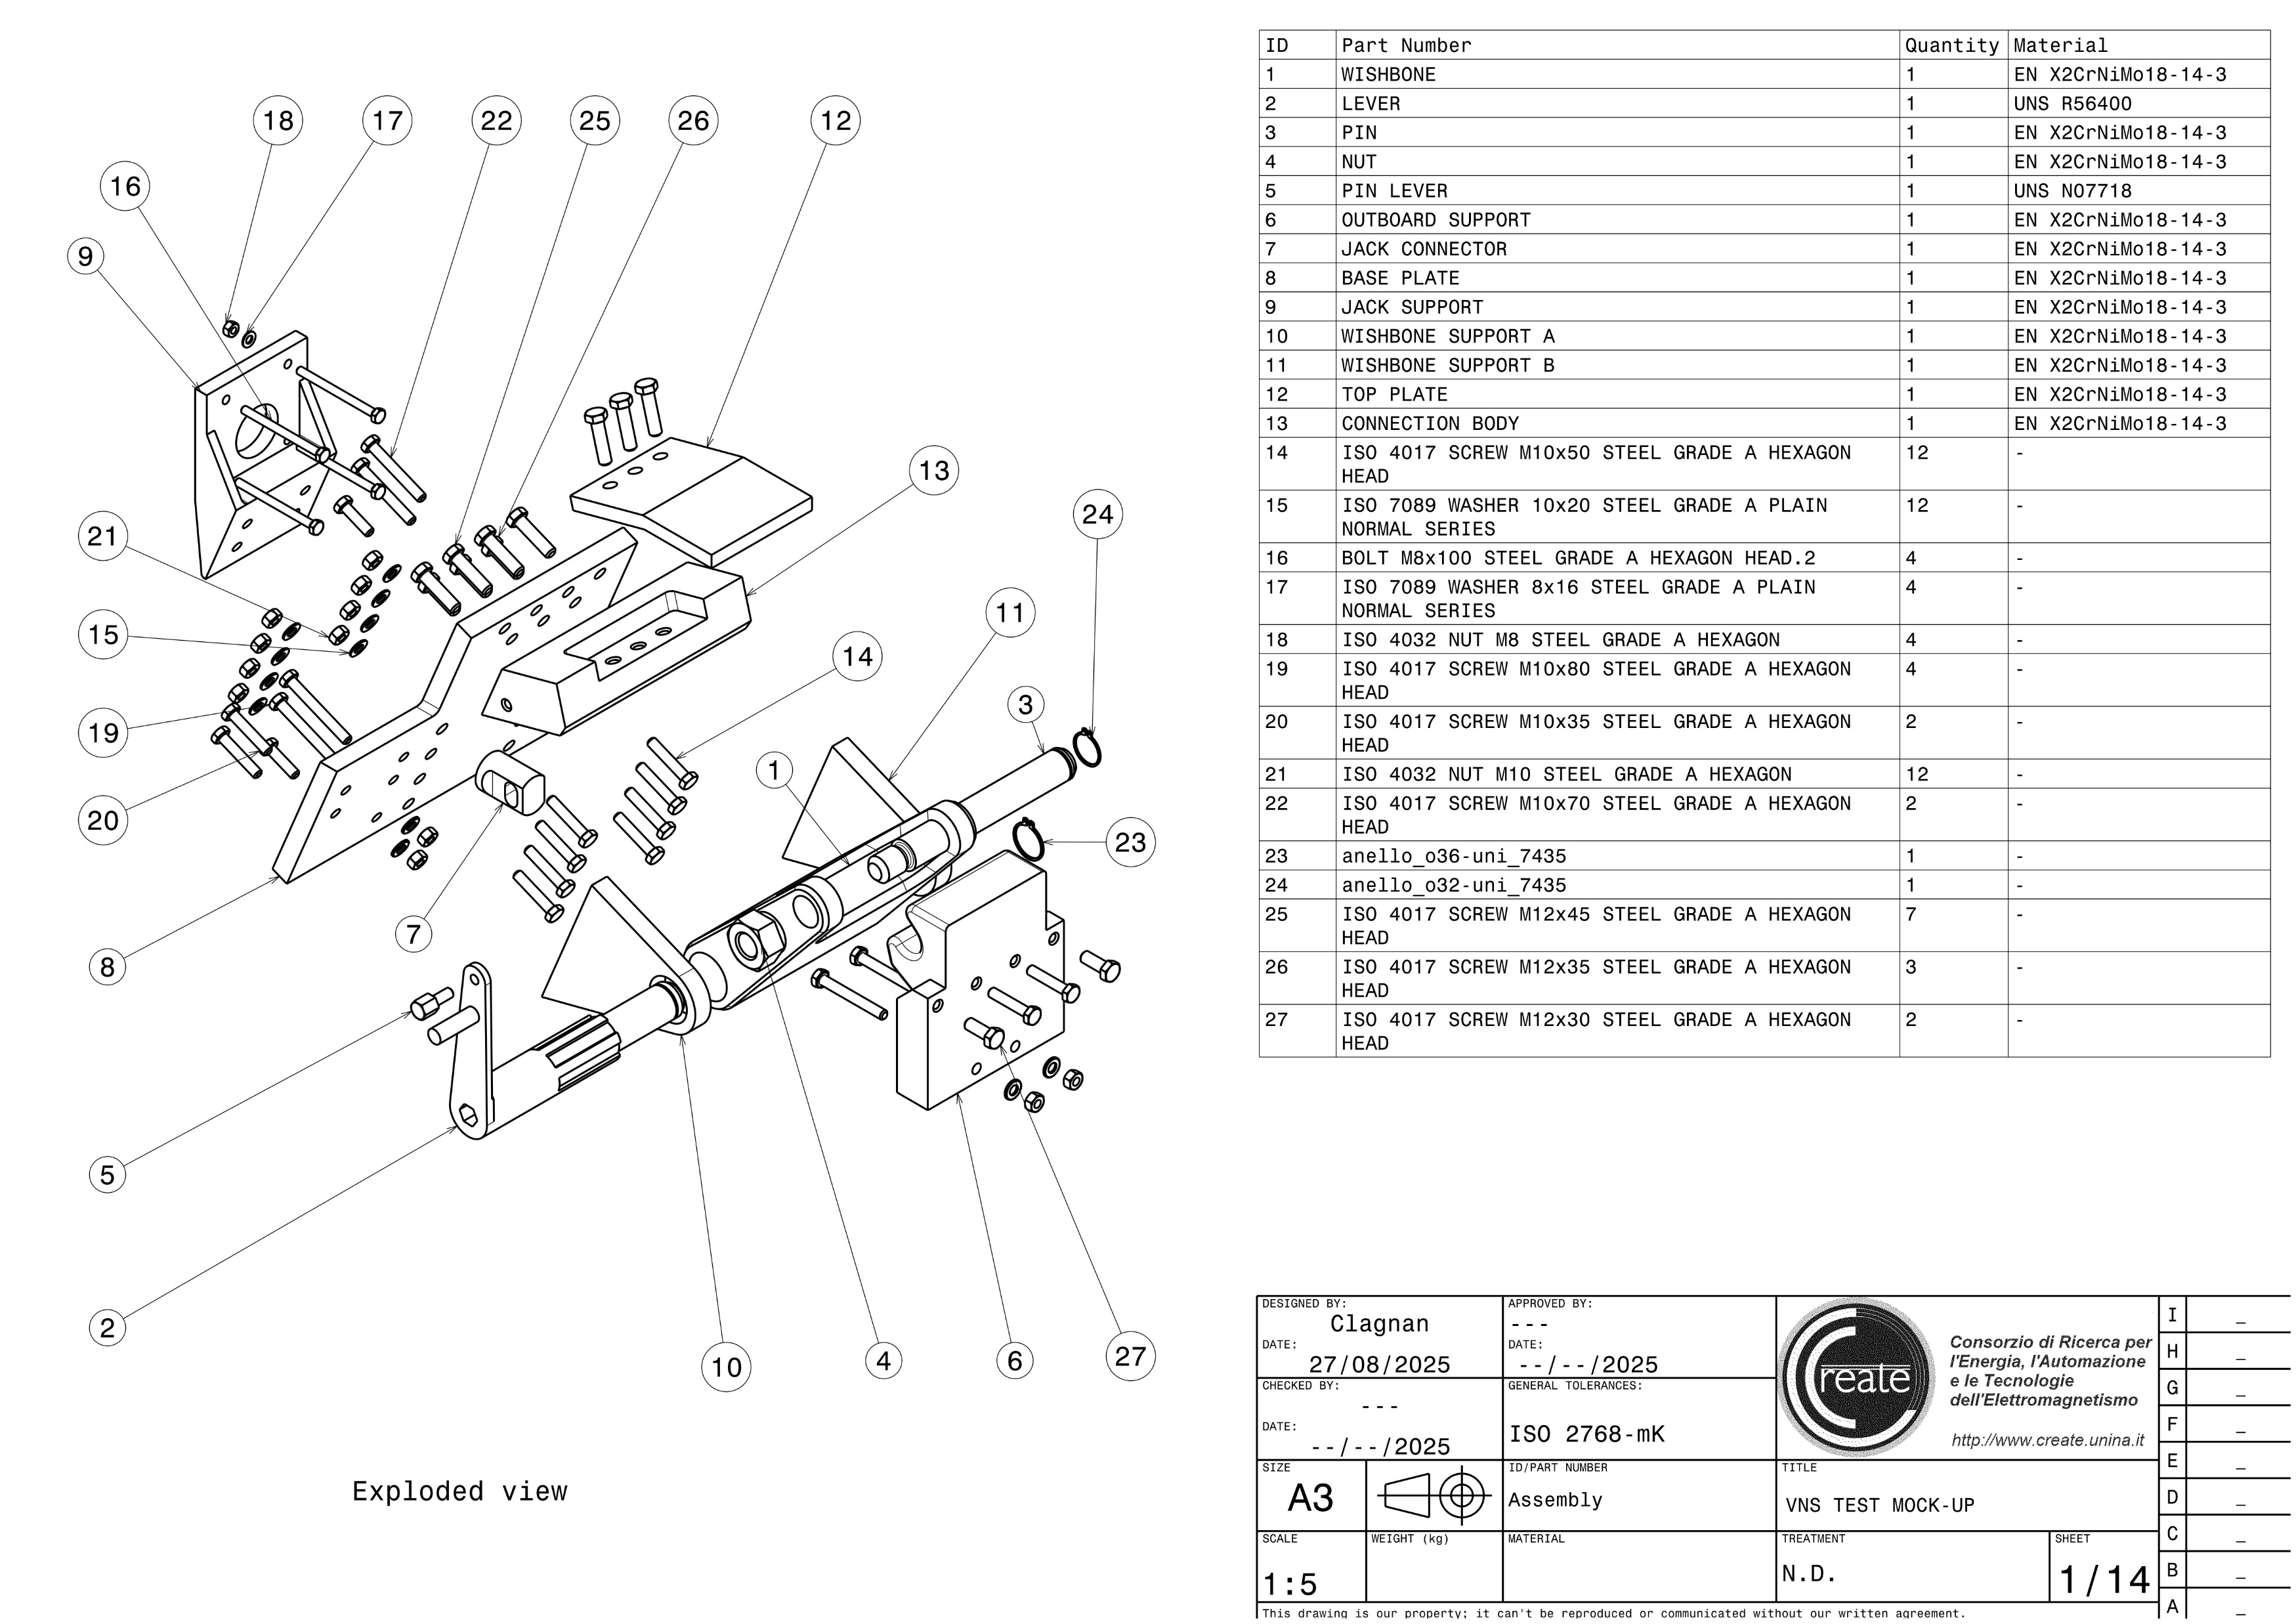 18 17 22 25 26 12
16
9
13
24
21
11
15
14
3
19
1
20
23
7
8
5
2
10 4 6 27
Exploded view
ID Part Number Quantity Material
1 WISHBONE 1 EN X2CrNiMo18-14-3
2 LEVER 1 UNS R56400
3 PIN 1 EN X2CrNiMo18-14-3
4 NUT 1 EN X2CrNiMo18-14-3
5 PIN LEVER 1 UNS N07718
6 OUTBOARD SUPPORT 1 EN X2CrNiMo18-14-3
7 JACK CONNECTOR 1 EN X2CrNiMo18-14-3
8 BASE PLATE 1 EN X2CrNiMo18-14-3
9 JACK SUPPORT 1 EN X2CrNiMo18-14-3
10 WISHBONE SUPPORT A 1 EN X2CrNiMo18-14-3
11 WISHBONE SUPPORT B 1 EN X2CrNiMo18-14-3
12 TOP PLATE 1 EN X2CrNiMo18-14-3
13 CONNECTION BODY 1 EN X2CrNiMo18-14-3
14 ISO 4017 SCREW M10x50 STEEL GRADE A HEXAGON 12 -
HEAD
15 ISO 7089 WASHER 10x20 STEEL GRADE A PLAIN 12 -
NORMAL SERIES
16 BOLT M8x100 STEEL GRADE A HEXAGON HEAD.2 4 -
17 ISO 7089 WASHER 8x16 STEEL GRADE A PLAIN 4 -
NORMAL SERIES
18 ISO 4032 NUT M8 STEEL GRADE A HEXAGON 4 -
19 ISO 4017 SCREW M10x80 STEEL GRADE A HEXAGON 4 -
HEAD
20 ISO 4017 SCREW M10x35 STEEL GRADE A HEXAGON 2 -
HEAD
21 ISO 4032 NUT M10 STEEL GRADE A HEXAGON 12 -
22 ISO 4017 SCREW M10x70 STEEL GRADE A HEXAGON 2 -
HEAD
23 anello_o36-uni_7435 1 -
24 anello_o32-uni_7435 1 -
25 ISO 4017 SCREW M12x45 STEEL GRADE A HEXAGON 7 -
HEAD
26 ISO 4017 SCREW M12x35 STEEL GRADE A HEXAGON 3 -
HEAD
27 ISO 4017 SCREW M12x30 STEEL GRADE A HEXAGON 2 -
HEAD
DESIGNED BY:
Clagnan
DATE:
27/08/2025
APPROVED BY:
---
DATE:
--/--/2025
CHECKED BY:
---
DATE:
--/--/2025
GENERAL TOLERANCES:
ISO 2768-mK
Create
Consorzio di Ricerca per
l'Energia, l'Automazione
e le Tecnologie
dell'Elettromagnetismo
http://www.create.unina.it
SIZE
A3
ID/PART NUMBER
Assembly
TITLE
VNS TEST MOCK-UP
SCALE
1:5
WEIGHT (kg)
MATERIAL
TREATMENT
N.D.
SHEET
1/14
I _
H _
G _
F _
E _
D _
C _
B _
A _
This drawing is our property; it can't be reproduced or communicated without our written agreement.